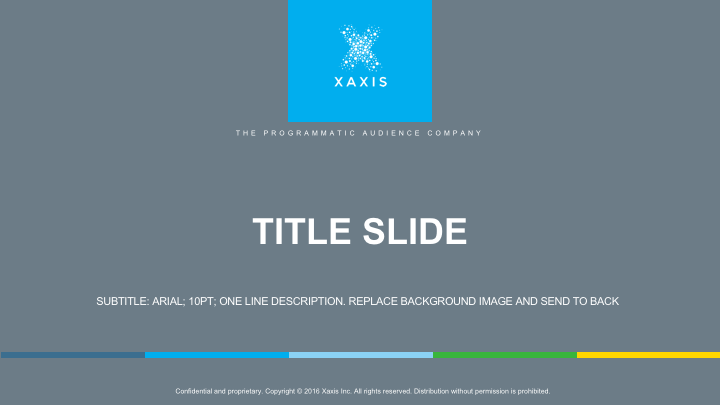 XAXIS
THE PROGRAMMATIC AUDIENCE COMPANY
TITLE SLIDE
SUBTITLE: ARIAL; 10PT; ONE LINE DESCRIPTION. REPLACE BACKGROUND IMAGE AND SEND TO BACK
Confidential and proprietary. Copyright © 2016 Xaxis Inc. All rights reserved. Distribution without permission is prohibited.